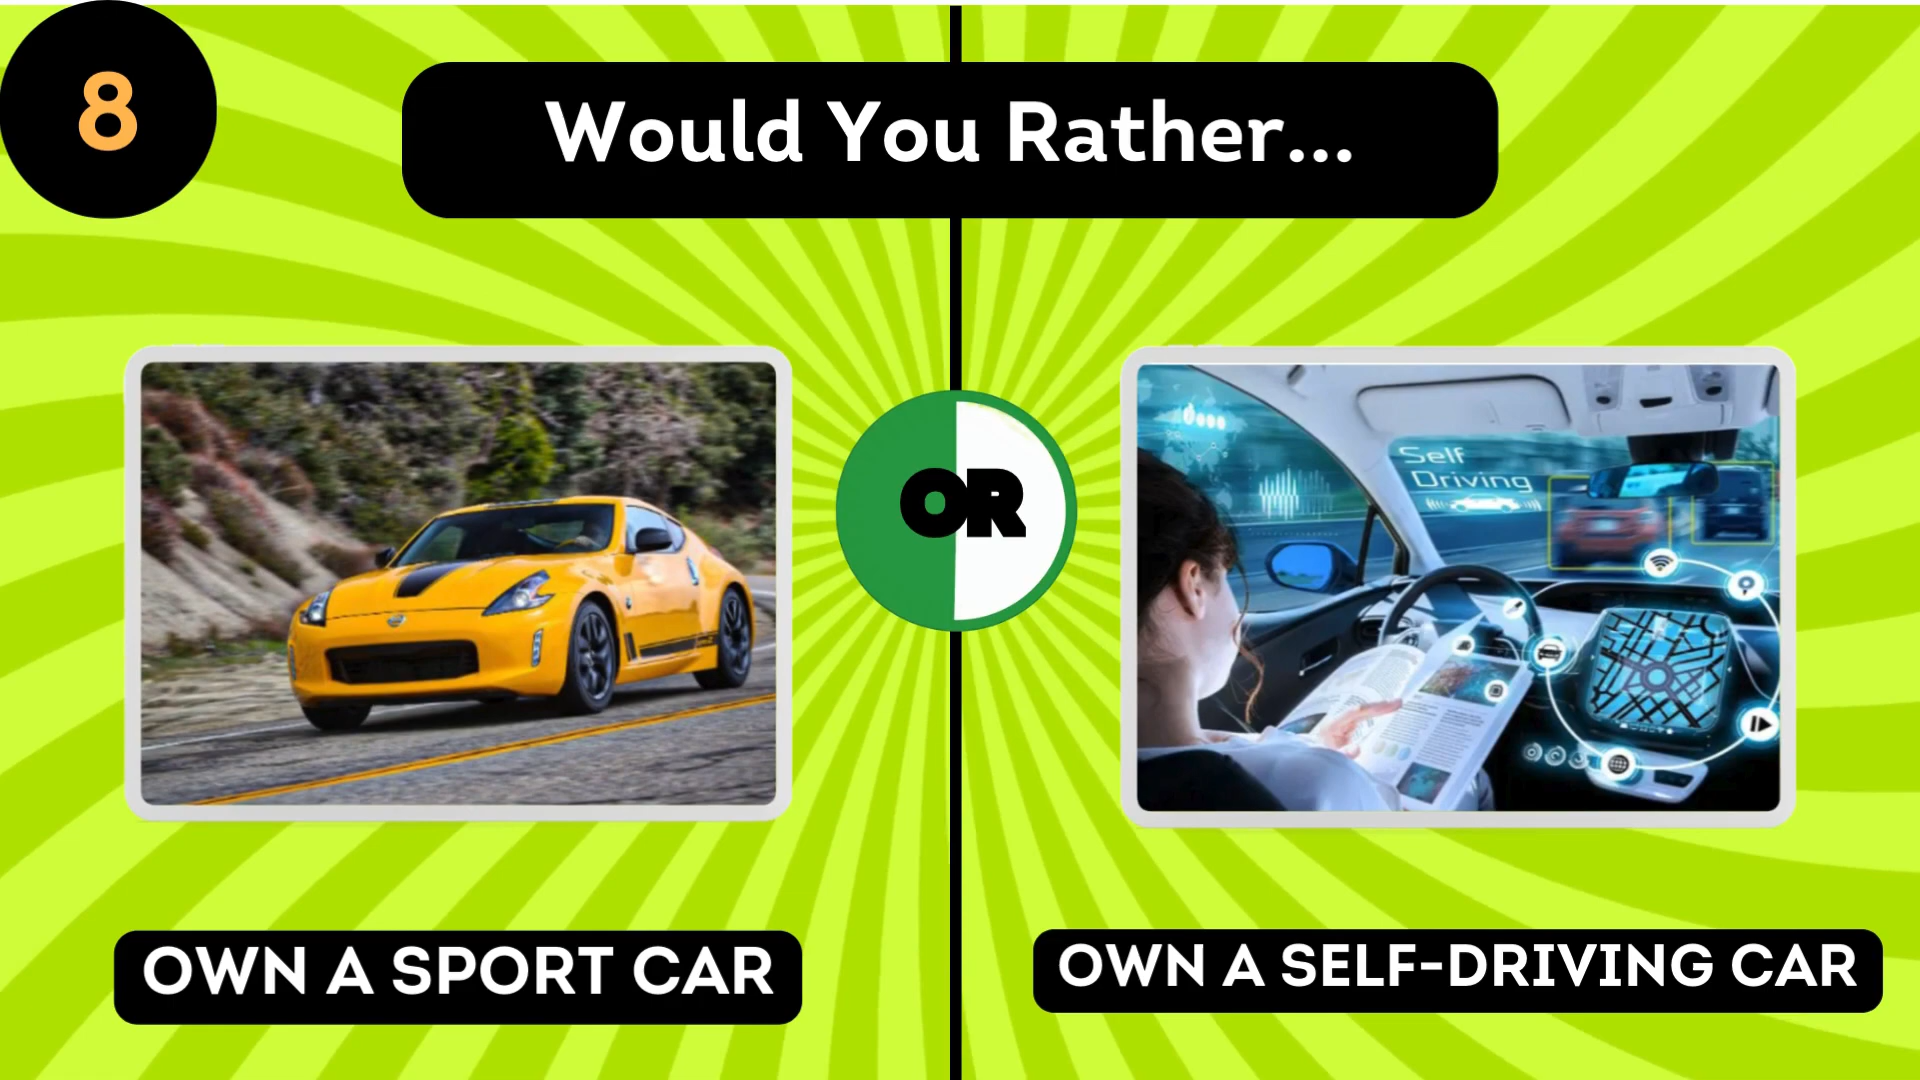 8
Would You Rather...
OR
Self
Driving
OWN A SPORT CAR
OWN A SELF-DRIVING CAR